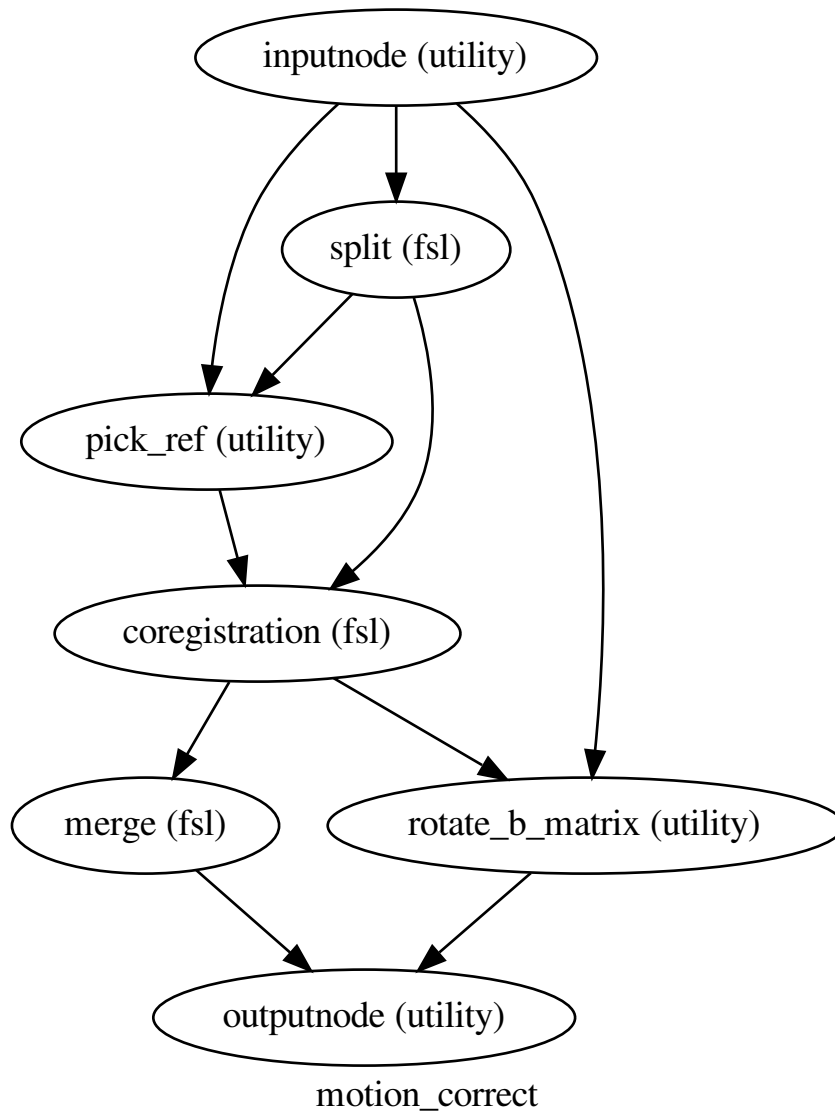 inputnode (utility)
split (fsl)
pick_ref (utility)
coregistration (fsl)
merge (fsl)
rotate_b_matrix (utility)
outputnode (utility)
motion_correct